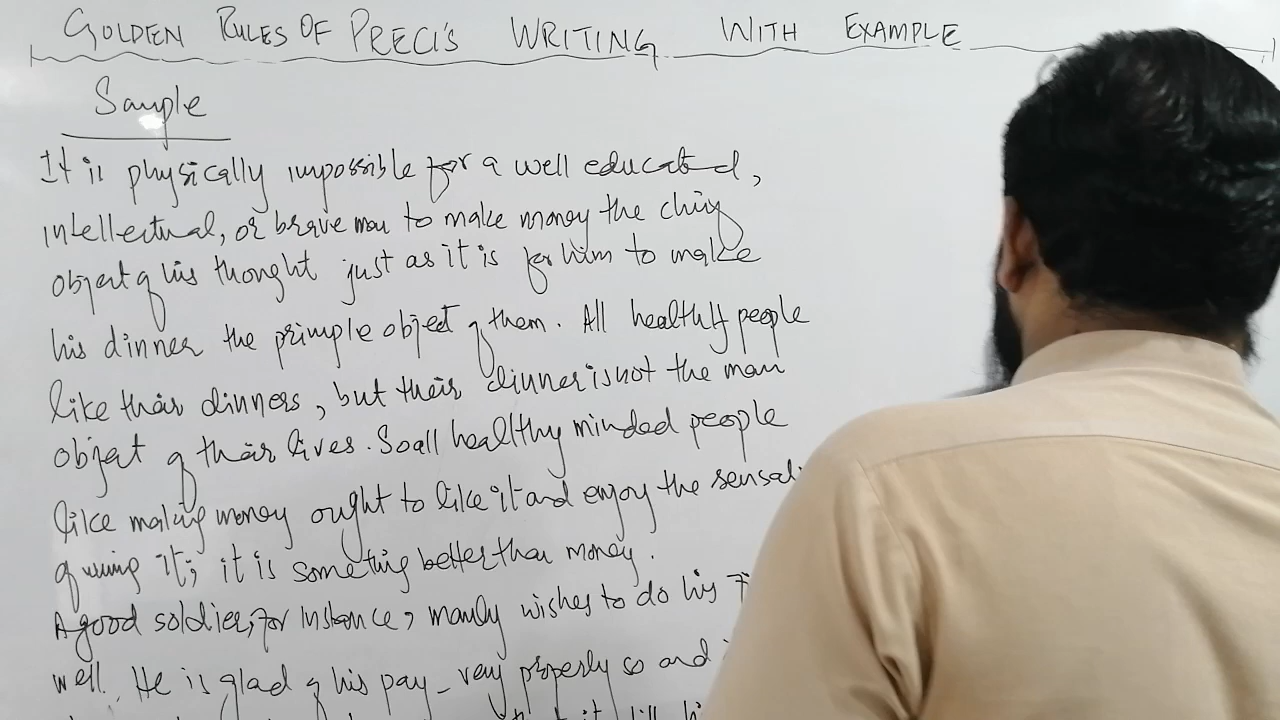 GOLDEN RULES OF PRECI'S WRITING WITH EXAMPLE
Sample
It is physically impossible for a well educated,
intellectual, or brave man to make money the chief
object of his thought just as it is for him to make
his dinner the principle object of them. All healthy people
like their dinners, but their dinner is not the main
object of their lives. So all healthy minded people
like making money ought to like it and enjoy the
of it; it is something better than money.
A good soldier, for instance, mainly wishes to do his
well. He is glad of his pay - very properly so and